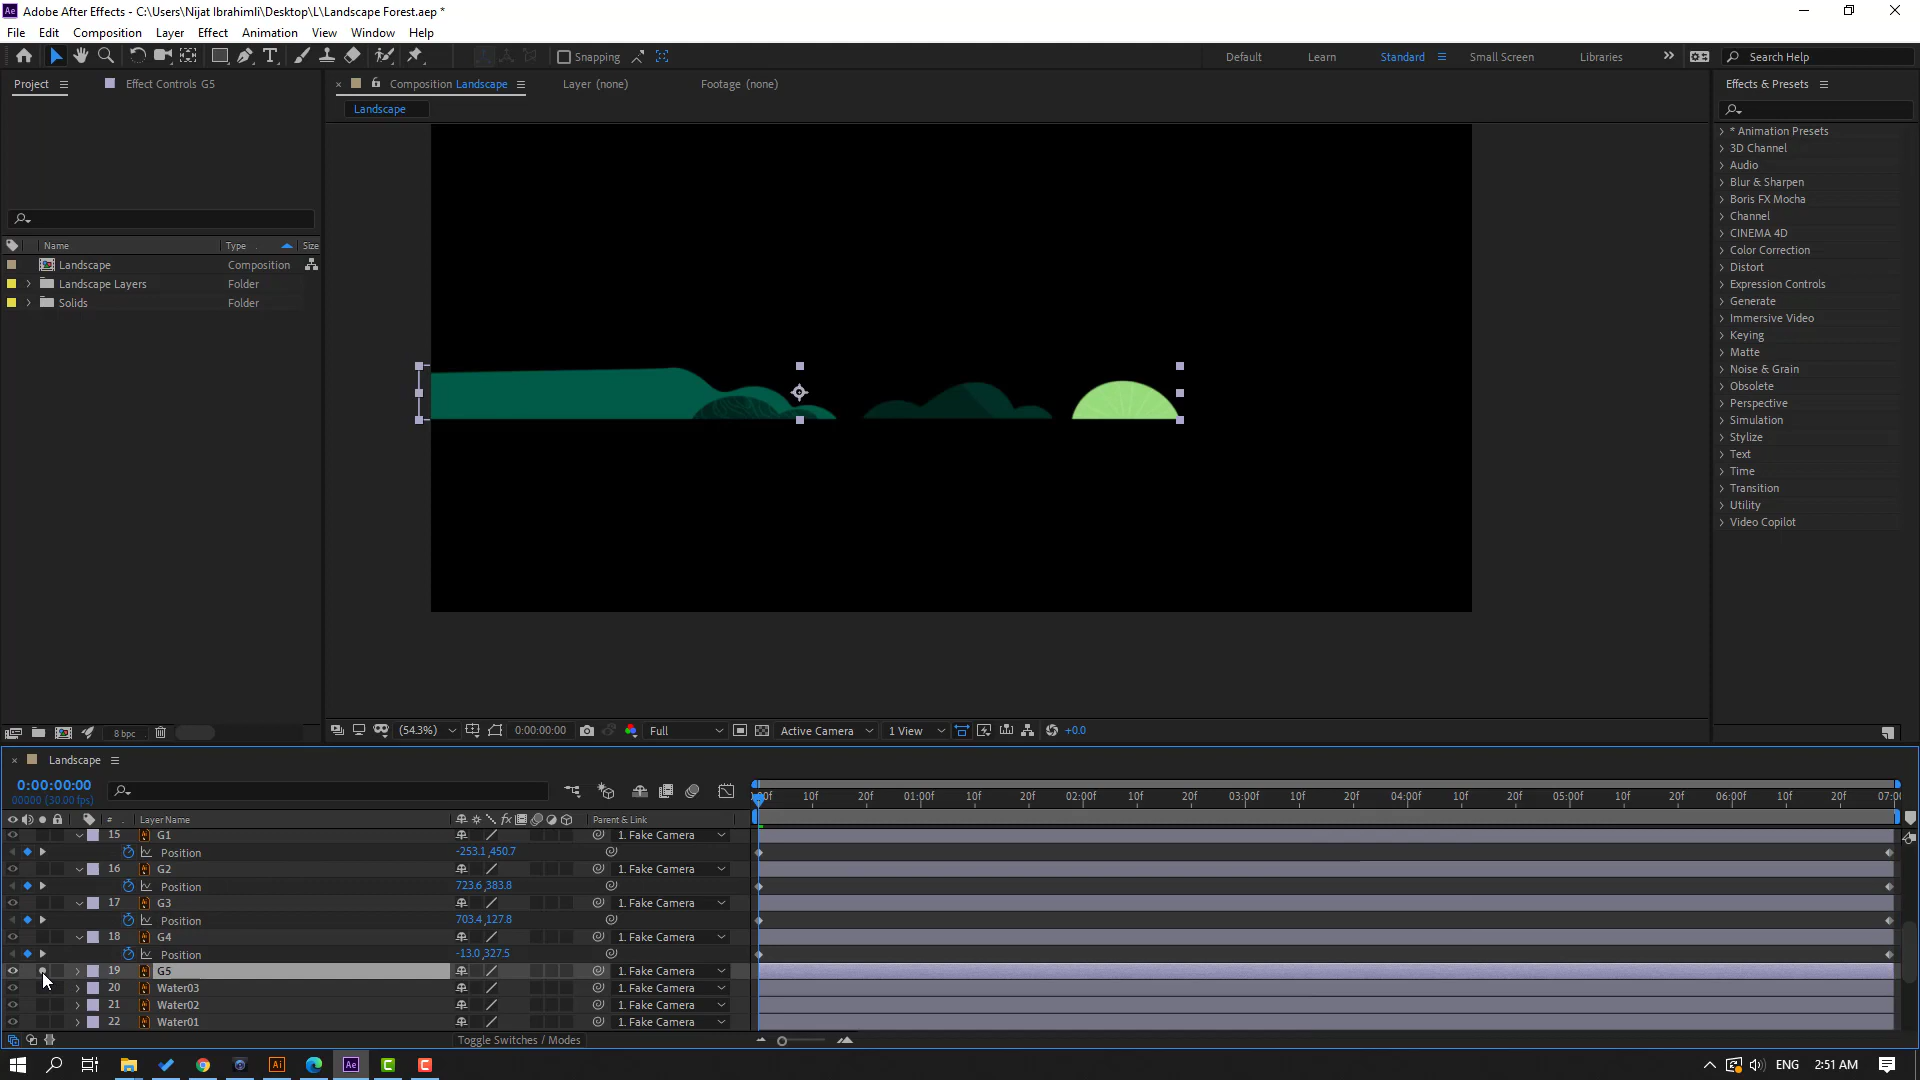 Adobe After Effects - C:\Users\Nijat Ibrahimli\Desktop\L\Landscape Forest.aep *
File Edit Composition Layer Effect Animation View Window Help
Snapping
Default Learn Standard Small Screen Libraries Search Help
Project Effect Controls G5
Composition Landscape Layer (none) Footage (none)
Effects & Presets
Landscape
Name Type Size
Landscape Composition
Landscape Layers Folder
Solids Folder
* Animation Presets
3D Channel
Audio
Blur & Sharpen
Boris FX Mocha
Channel
CINEMA 4D
Color Correction
Distort
Expression Controls
Generate
Immersive Video
Keying
Matte
Noise & Grain
Obsolete
Perspective
Simulation
Stylize
Text
Time
Transition
Utility
Video Copilot
8 bpc
(54.3%) 0:00:00:00 Full Active Camera 1 View +0.0
Landscape
0:00:00:00
00000 (30.00 fps)
:00f 10f 20f 01:00f 10f 20f 02:00f 10f 20f 03:00f 10f 20f 04:00f 10f 20f 05:00f 10f 20f 06:00f 10f 20f 07:00
# Layer Name Parent & Link
15 G1 1. Fake Camera
Position -253.1,450.7
16 G2 1. Fake Camera
Position 723.6,383.8
17 G3 1. Fake Camera
Position 703.4,127.8
18 G4 1. Fake Camera
Position -13.0,327.5
19 G5 1. Fake Camera
20 Water03 1. Fake Camera
21 Water02 1. Fake Camera
22 Water01 1. Fake Camera
Toggle Switches / Modes
ENG 2:51 AM